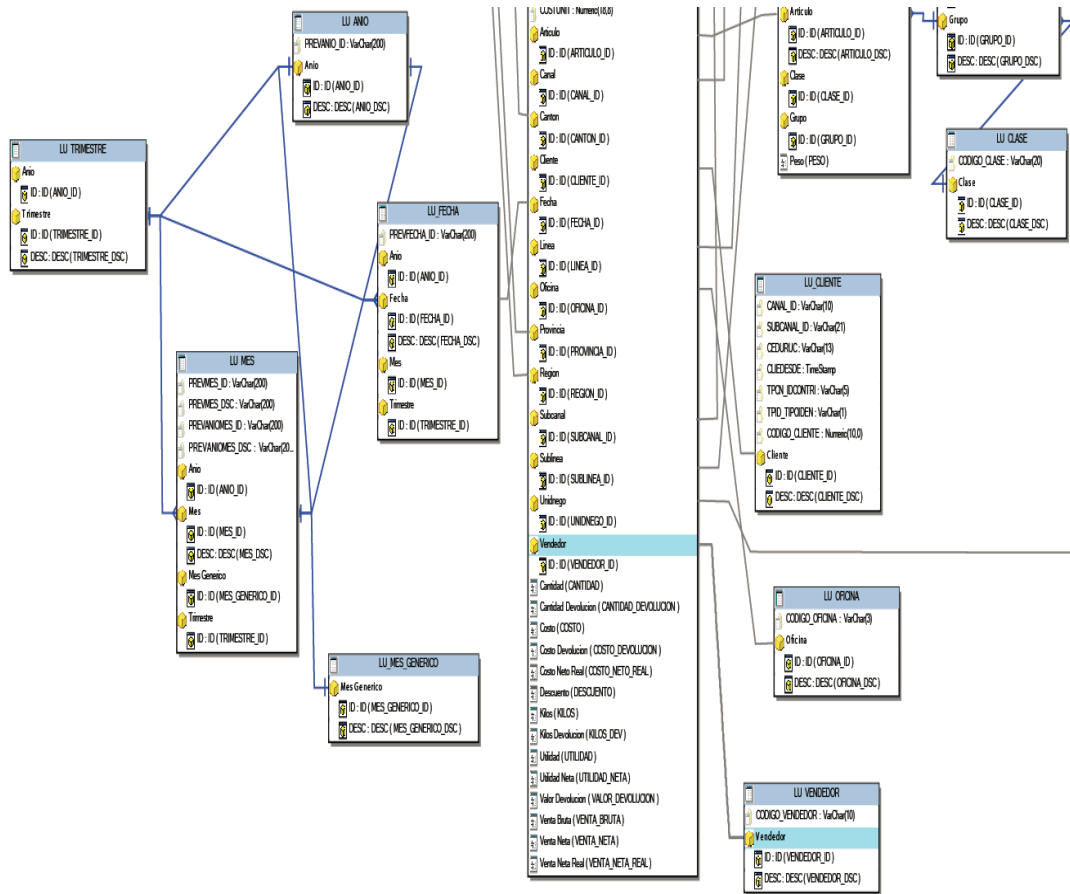 LU_ANIO
PREVANIO_ID : VarChar(200)
Anio
ID : ID (ANIO_ID)
DESC : DESC (ANIO_DSC)
LU_TRIMESTRE
Anio
ID : ID (ANIO_ID)
Trimestre
ID : ID (TRIMESTRE_ID)
DESC : DESC (TRIMESTRE_DSC)
LU_FECHA
PREVFECHA_ID : VarChar(200)
Anio
ID : ID (ANIO_ID)
Fecha
ID : ID (FECHA_ID)
DESC : DESC (FECHA_DSC)
Mes
ID : ID (MES_ID)
Trimestre
ID : ID (TRIMESTRE_ID)
LU_MES
PREVMES_ID : VarChar(200)
PREVMES_DSC : VarChar(200)
PREVANIOMES_ID : VarChar(200)
PREVANIOMES_DSC : VarChar(20...
Anio
ID : ID (ANIO_ID)
Mes
ID : ID (MES_ID)
DESC : DESC (MES_DSC)
Mes Generico
ID : ID (MES_GENERICO_ID)
Trimestre
ID : ID (TRIMESTRE_ID)
LU_MES_GENERICO
Mes Generico
ID : ID (MES_GENERICO_ID)
DESC : DESC (MES_GENERICO_DSC)
COSTUNIT : Numeric(18,8)
Articulo
ID : ID (ARTICULO_ID)
Canal
ID : ID (CANAL_ID)
Canton
ID : ID (CANTON_ID)
Cliente
ID : ID (CLIENTE_ID)
Fecha
ID : ID (FECHA_ID)
Linea
ID : ID (LINEA_ID)
Oficina
ID : ID (OFICINA_ID)
Provincia
ID : ID (PROVINCIA_ID)
Region
ID : ID (REGION_ID)
Subcanal
ID : ID (SUBCANAL_ID)
Sublinea
ID : ID (SUBLINEA_ID)
Unidnego
ID : ID (UNIDNEGO_ID)
Vendedor
ID : ID (VENDEDOR_ID)
Cantidad (CANTIDAD)
Cantidad Devolucion (CANTIDAD_DEVOLUCION)
Costo (COSTO)
Costo Devolucion (COSTO_DEVOLUCION)
Costo Neto Real (COSTO_NETO_REAL)
Descuento (DESCUENTO)
Kilos (KILOS)
Kilos Devolucion (KILOS_DEV)
Utilidad (UTILIDAD)
Utilidad Neta (UTILIDAD_NETA)
Valor Devolucion (VALOR_DEVOLUCION)
Venta Bruta (VENTA_BRUTA)
Venta Neta (VENTA_NETA)
Venta Neta Real (VENTA_NETA_REAL)
Articulo
ID : ID (ARTICULO_ID)
DESC : DESC (ARTICULO_DSC)
Clase
ID : ID (CLASE_ID)
Grupo
ID : ID (GRUPO_ID)
Peso (PESO)
Grupo
ID : ID (GRUPO_ID)
DESC : DESC (GRUPO_DSC)
LU_CLASE
CODIGO_CLASE : VarChar(20)
Clase
ID : ID (CLASE_ID)
DESC : DESC (CLASE_DSC)
LU_CLIENTE
CANAL_ID : VarChar(10)
SUBCANAL_ID : VarChar(21)
CEDURUC : VarChar(13)
CLIEDESDE : TimeStamp
TPCN_IDCONTRI : VarChar(5)
TPID_TIPOIDEN : VarChar(1)
CODIGO_CLIENTE : Numeric(10,0)
Cliente
ID : ID (CLIENTE_ID)
DESC : DESC (CLIENTE_DSC)
LU_OFICINA
CODIGO_OFICINA : VarChar(3)
Oficina
ID : ID (OFICINA_ID)
DESC : DESC (OFICINA_DSC)
LU_VENDEDOR
CODIGO_VENDEDOR : VarChar(10)
Vendedor
ID : ID (VENDEDOR_ID)
DESC : DESC (VENDEDOR_DSC)